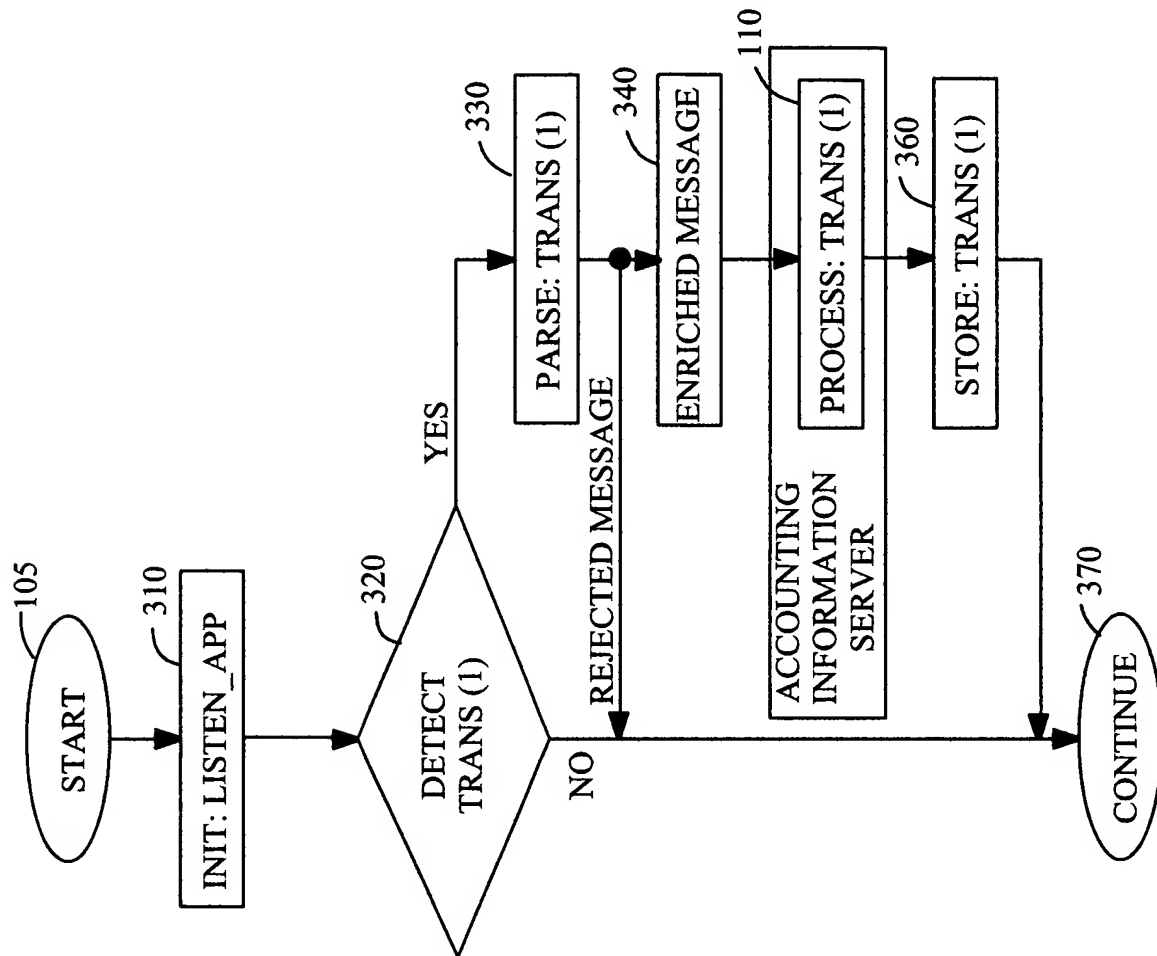 START
105
INIT: LISTEN_APP
310
DETECT
TRANS (1)
320
YES
NO
PARSE: TRANS (1)
330
REJECTED MESSAGE
ENRICHED MESSAGE
340
ACCOUNTING
INFORMATION
SERVER
PROCESS: TRANS (1)
110
STORE: TRANS (1)
360
CONTINUE
370